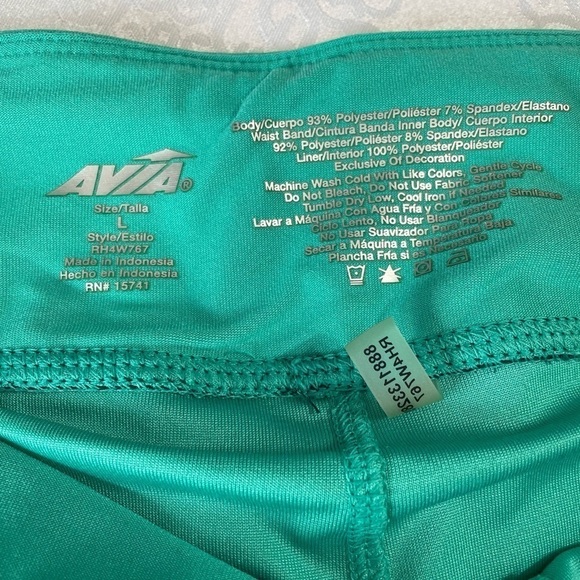 AVIA®
Size/Talla
L
Style/Estilo
RH4W767
Made in Indonesia
Hecho en Indonesia
RN# 15741
Body/Cuerpo 93% Polyester/Poliéster 7% Spandex/Elastano
Waist Band/Cintura Banda Inner Body/ Cuerpo Interior
92% Polyester/Poliéster 8% Spandex/Elastano
Liner/Interior 100% Polyester/Poliéster
Exclusive Of Decoration
Machine Wash Cold With Like Colors, Gentle Cycle
Do Not Bleach, Do Not Use Fabric Softener
Tumble Dry Low, Cool Iron if Needed
Lavar a Máquina con Agua Fría y Con Colores Similares
Ciclo Lento, No Usar Blanqueador
No Usar Suavizador Para Ropa
Secar a Máquina a Temperatura Baja
Plancha Fría si es Necesario
RH4W767